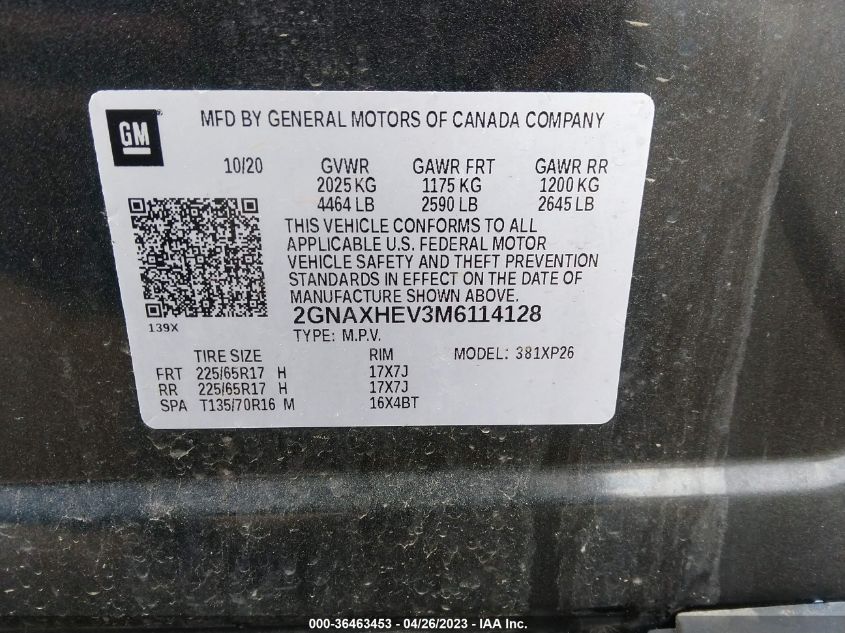 GM
MFD BY GENERAL MOTORS OF CANADA COMPANY
10/20 GVWR GAWR FRT GAWR RR
2025 KG 1175 KG 1200 KG
4464 LB 2590 LB 2645 LB
THIS VEHICLE CONFORMS TO ALL
APPLICABLE U.S. FEDERAL MOTOR
VEHICLE SAFETY AND THEFT PREVENTION
STANDARDS IN EFFECT ON THE DATE OF
MANUFACTURE SHOWN ABOVE.
139X
2GNAXHEV3M6114128
TYPE: M.P.V.
TIRE SIZE RIM MODEL: 381XP26
FRT 225/65R17 H 17X7J
RR 225/65R17 H 17X7J
SPA T135/70R16 M 16X4BT
000-36463453 - 04/26/2023 - IAA Inc.